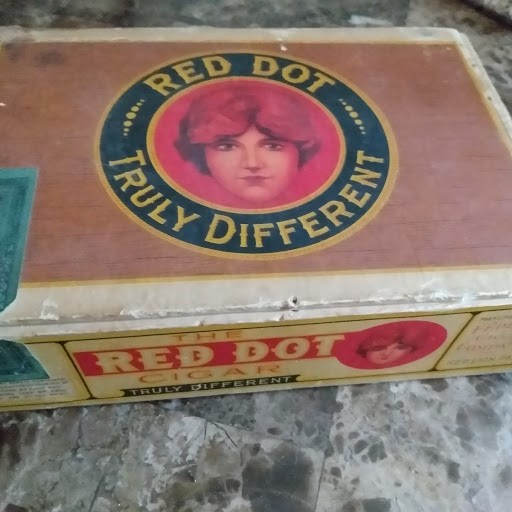 RED DOT
TRULY DIFFERENT
THE
RED DOT
CIGAR
TRULY DIFFERENT